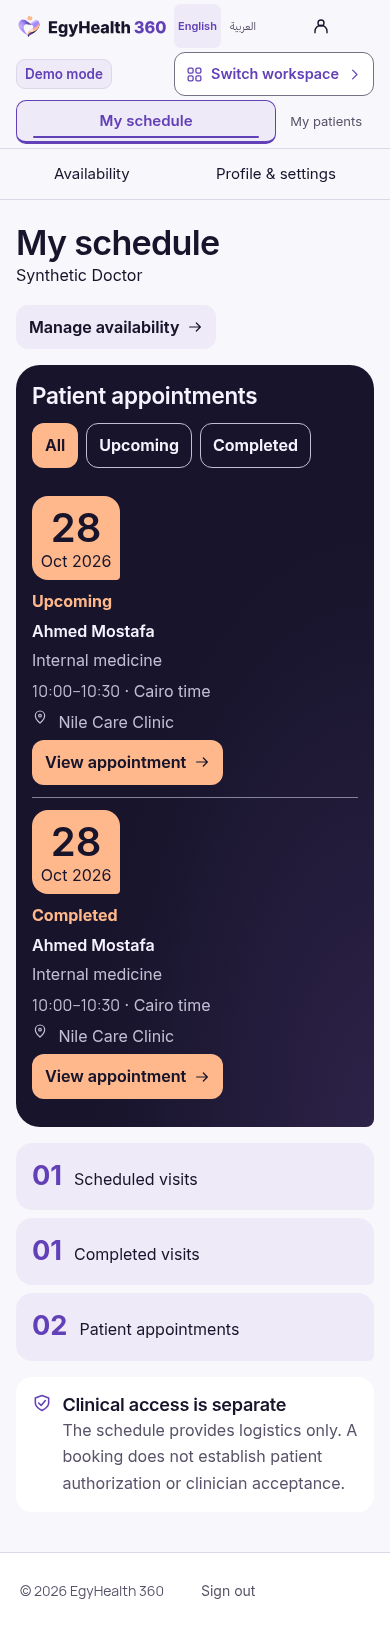 EgyHealth 360 English العربية
Demo mode Switch workspace
My schedule My patients
Availability Profile & settings
My schedule
Synthetic Doctor
Manage availability
Patient appointments
All Upcoming Completed
28
Oct 2026
Upcoming
Ahmed Mostafa
Internal medicine
10:00–10:30 · Cairo time
Nile Care Clinic
View appointment
28
Oct 2026
Completed
Ahmed Mostafa
Internal medicine
10:00–10:30 · Cairo time
Nile Care Clinic
View appointment
01 Scheduled visits
01 Completed visits
02 Patient appointments
Clinical access is separate
The schedule provides logistics only. A
booking does not establish patient
authorization or clinician acceptance.
© 2026 EgyHealth 360 Sign out